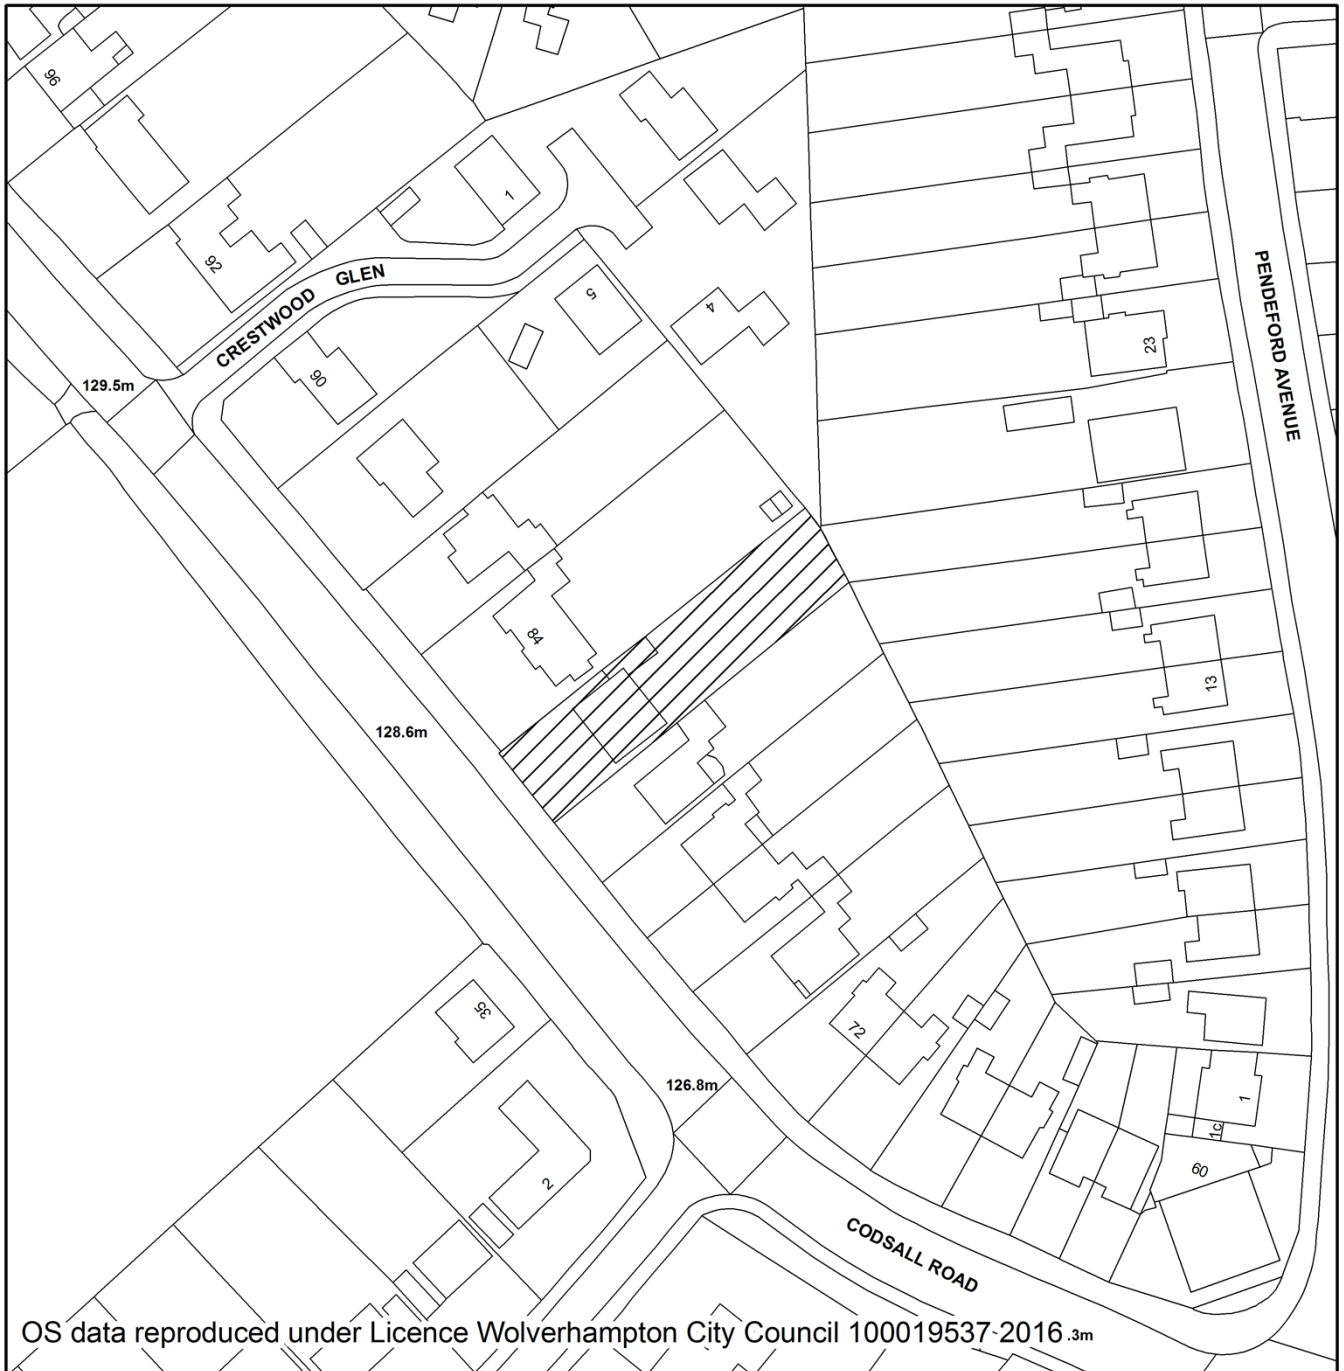 96
1
92
CRESTWOOD GLEN
5
4
PENDEFORD AVENUE
23
129.5m
90
84
13
128.6m
35
72
126.8m
1
1c
60
2
CODSALL ROAD
OS data reproduced under Licence Wolverhampton City Council 100019537-2016 .3m